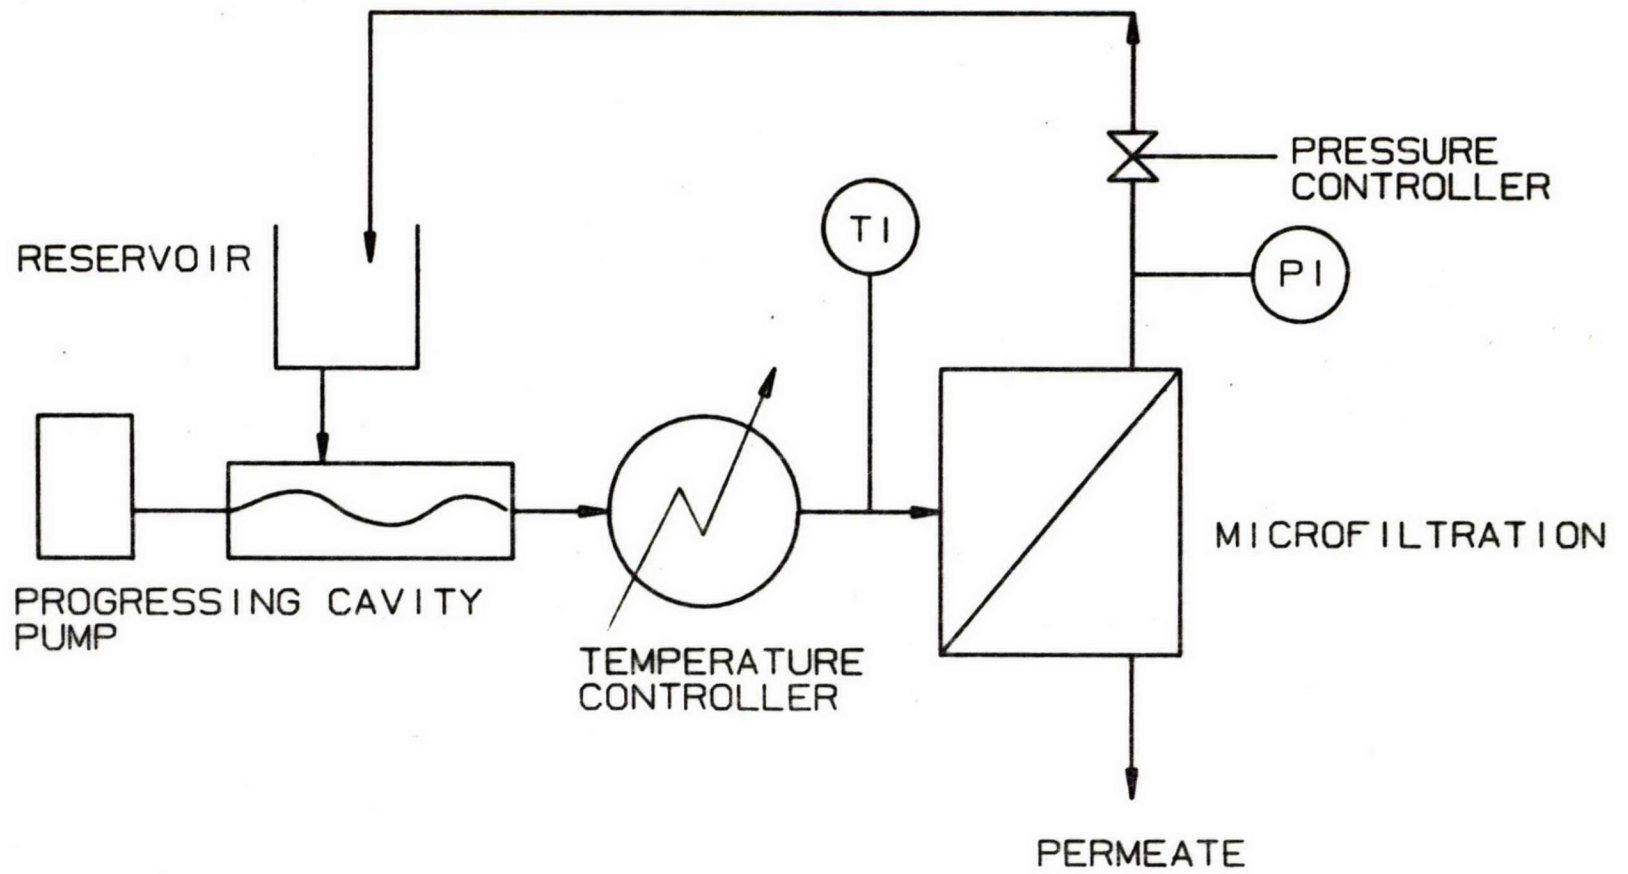 PRESSURE
CONTROLLER
TI
RESERVOIR
PI
MICROFILTRATION
PROGRESSING CAVITY
PUMP
TEMPERATURE
CONTROLLER
PERMEATE